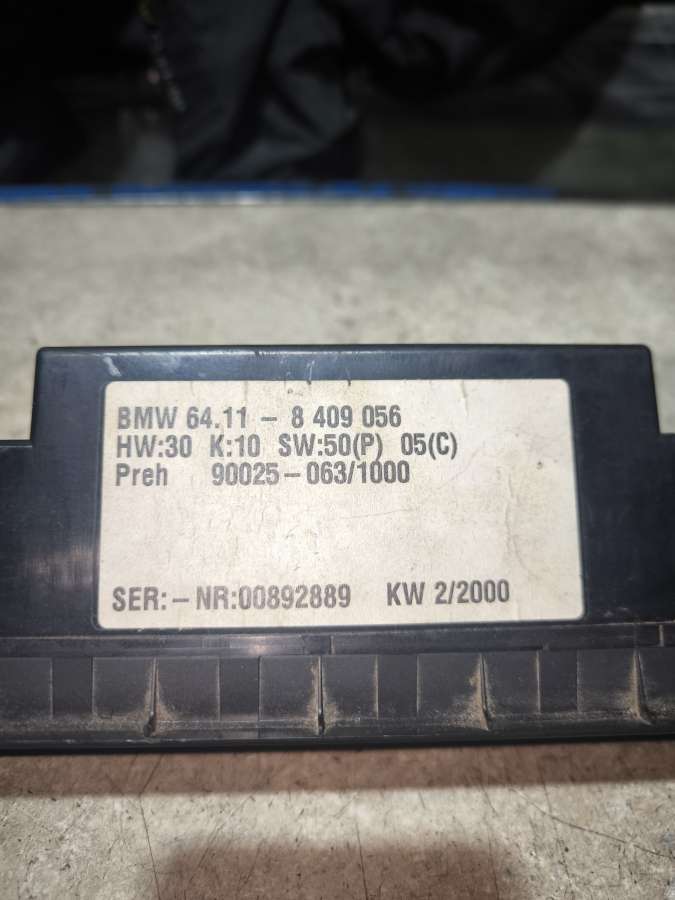 BMW 64.11 - 8 409 056
HW:30 K:10 SW:50(P) 05(C)
Preh 90025-063/1000
SER:-NR:00892889 KW 2/2000